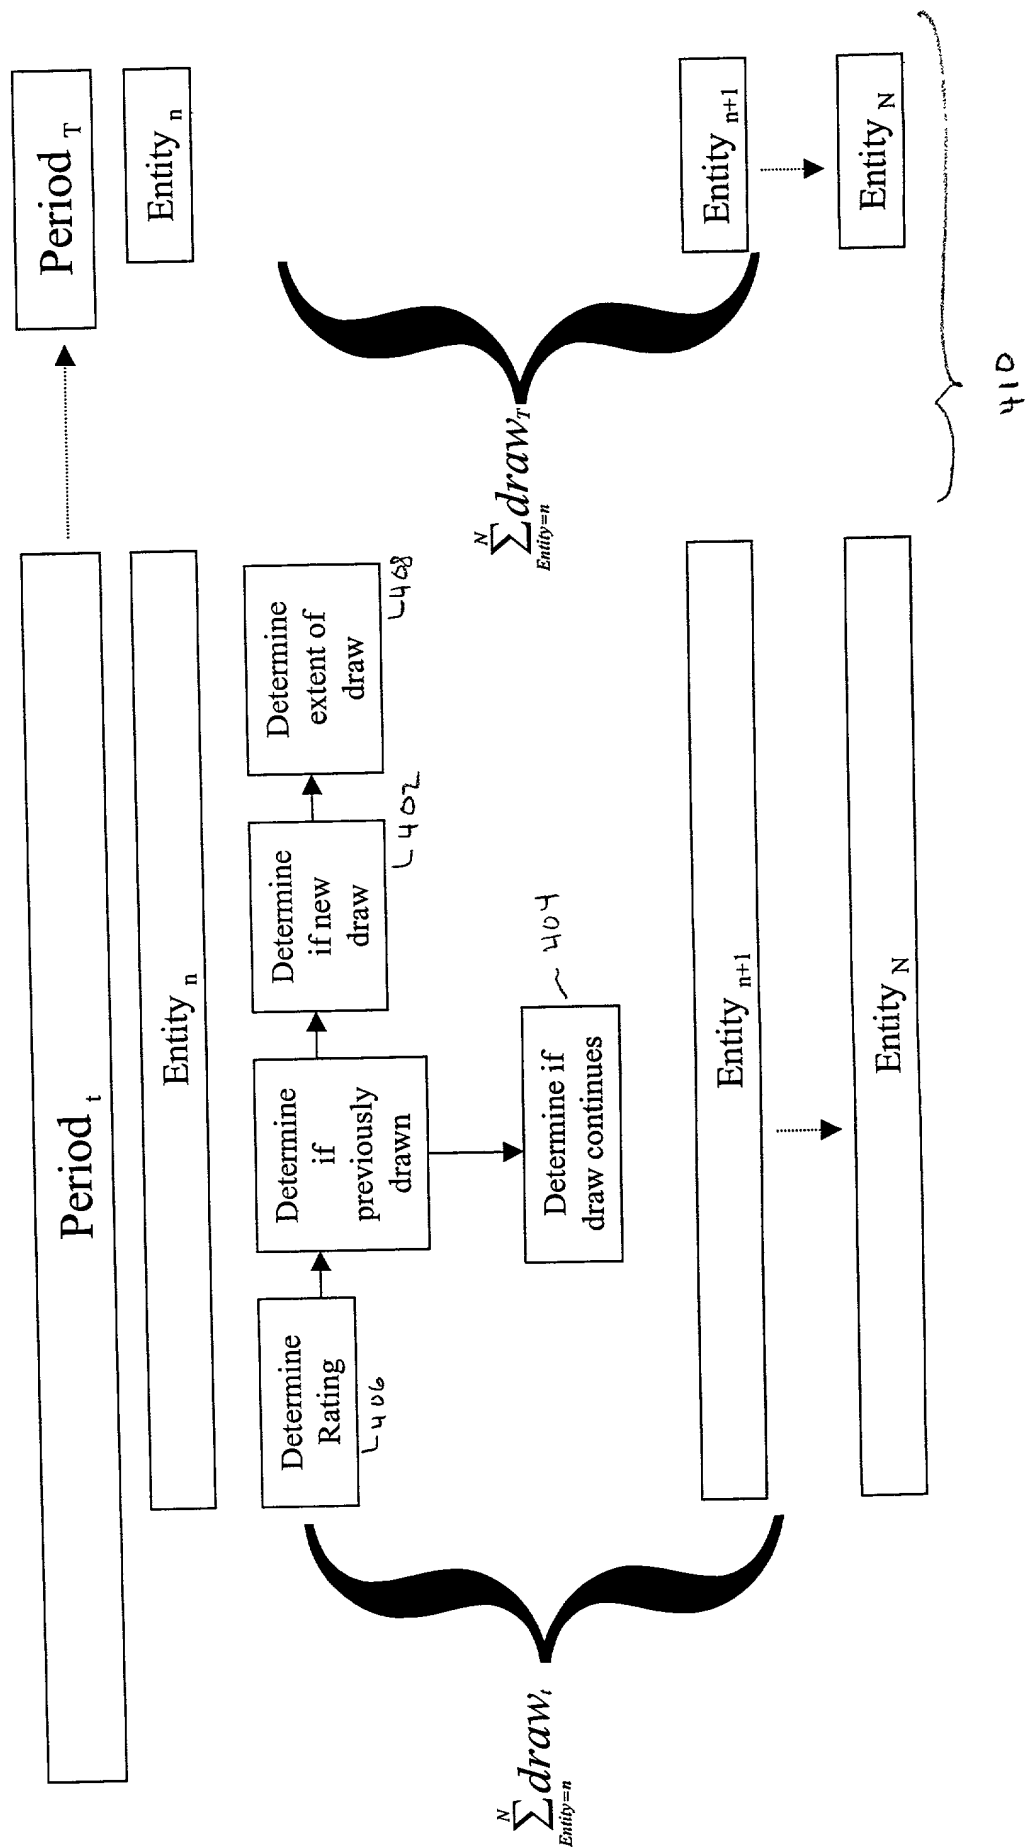 Period t
Period T
Entity n
Entity n
Determine
Rating
406
Determine
if
previously
drawn
Determine
if new
draw
402
Determine
extent of
draw
408
Determine if
draw continues
404
N
∑ draw t
Entity=n
N
∑ draw T
Entity=n
Entity n+1
Entity n+1
Entity N
Entity N
410